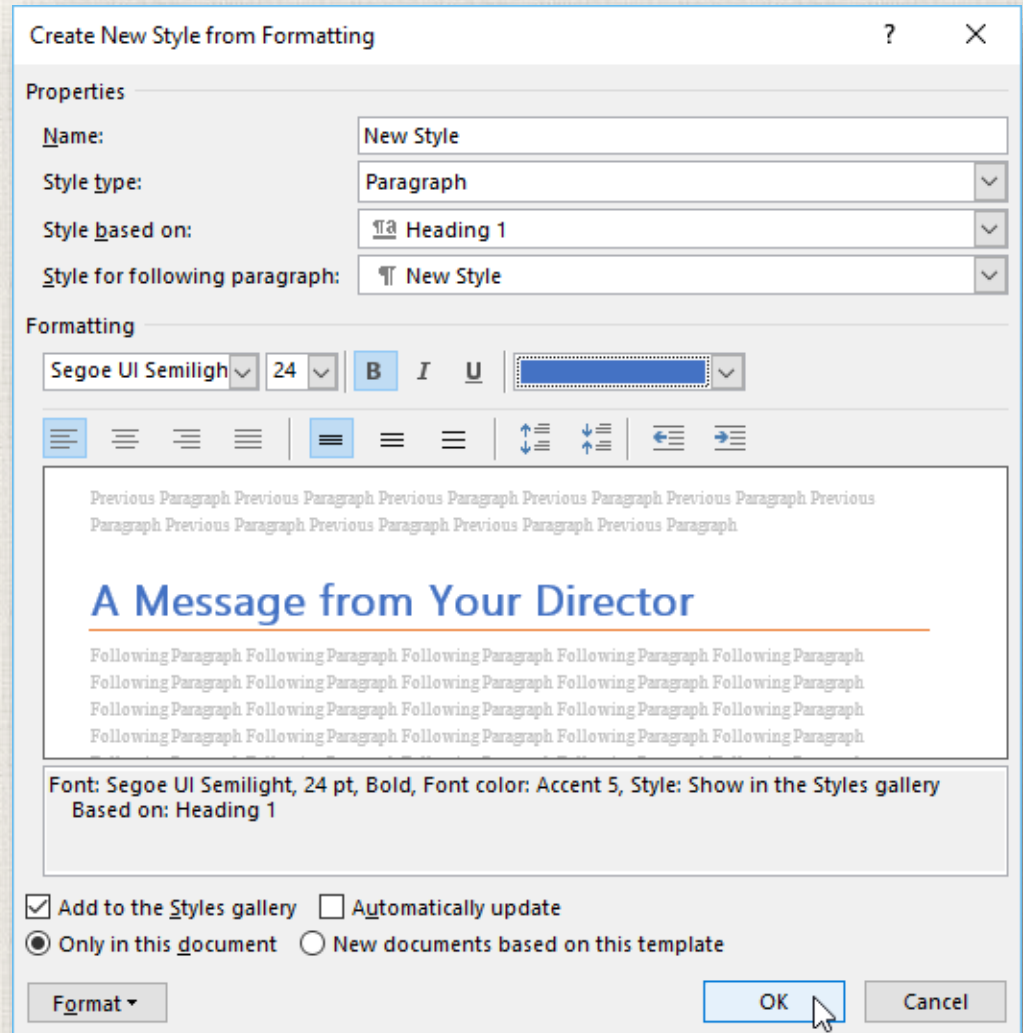 Create New Style from Formatting ?
Properties
Name: New Style
Style type: Paragraph
Style based on: ¶a Heading 1
Style for following paragraph: ¶ New Style
Formatting
Segoe UI Semiligh 24 B I U
Previous Paragraph Previous Paragraph Previous Paragraph Previous Paragraph Previous Paragraph Previous
Paragraph Previous Paragraph Previous Paragraph Previous Paragraph Previous Paragraph
A Message from Your Director
Following Paragraph Following Paragraph Following Paragraph Following Paragraph Following Paragraph
Following Paragraph Following Paragraph Following Paragraph Following Paragraph Following Paragraph
Following Paragraph Following Paragraph Following Paragraph Following Paragraph Following Paragraph
Following Paragraph Following Paragraph Following Paragraph Following Paragraph Following Paragraph
Font: Segoe UI Semilight, 24 pt, Bold, Font color: Accent 5, Style: Show in the Styles gallery
Based on: Heading 1
Add to the Styles gallery Automatically update
Only in this document New documents based on this template
Format OK Cancel